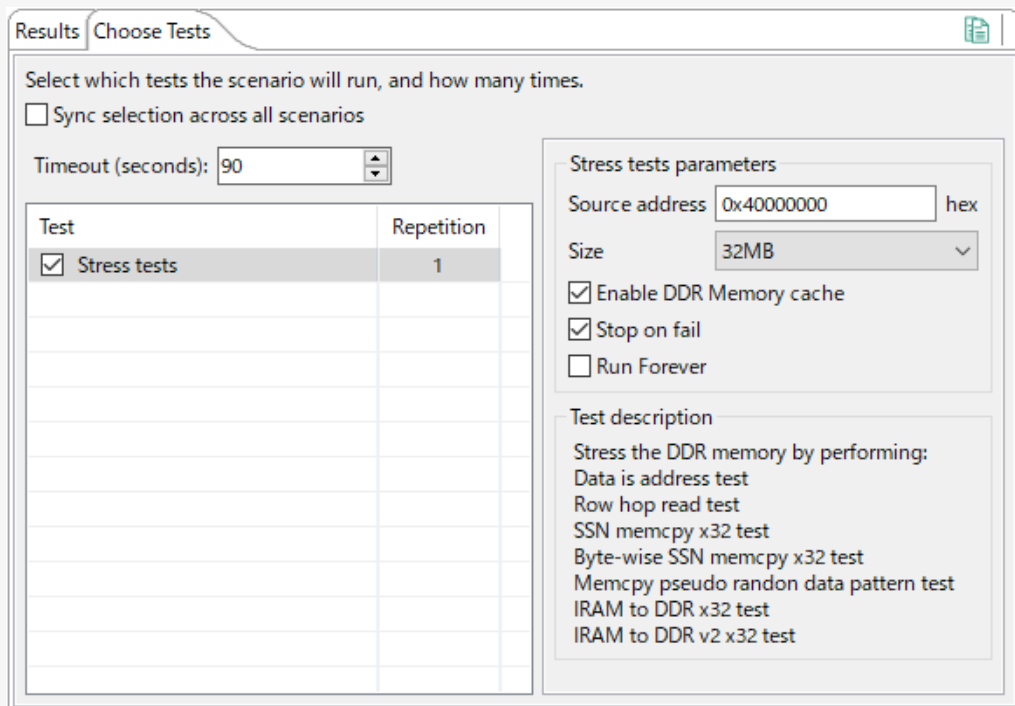 Results
Choose Tests
Select which tests the scenario will run, and how many times.
Sync selection across all scenarios
Timeout (seconds): 90
Test Repetition
Stress tests 1
Stress tests parameters
Source address 0x40000000 hex
Size 32MB
Enable DDR Memory cache
Stop on fail
Run Forever
Test description
Stress the DDR memory by performing:
Data is address test
Row hop read test
SSN memcpy x32 test
Byte-wise SSN memcpy x32 test
Memcpy pseudo randon data pattern test
IRAM to DDR x32 test
IRAM to DDR v2 x32 test